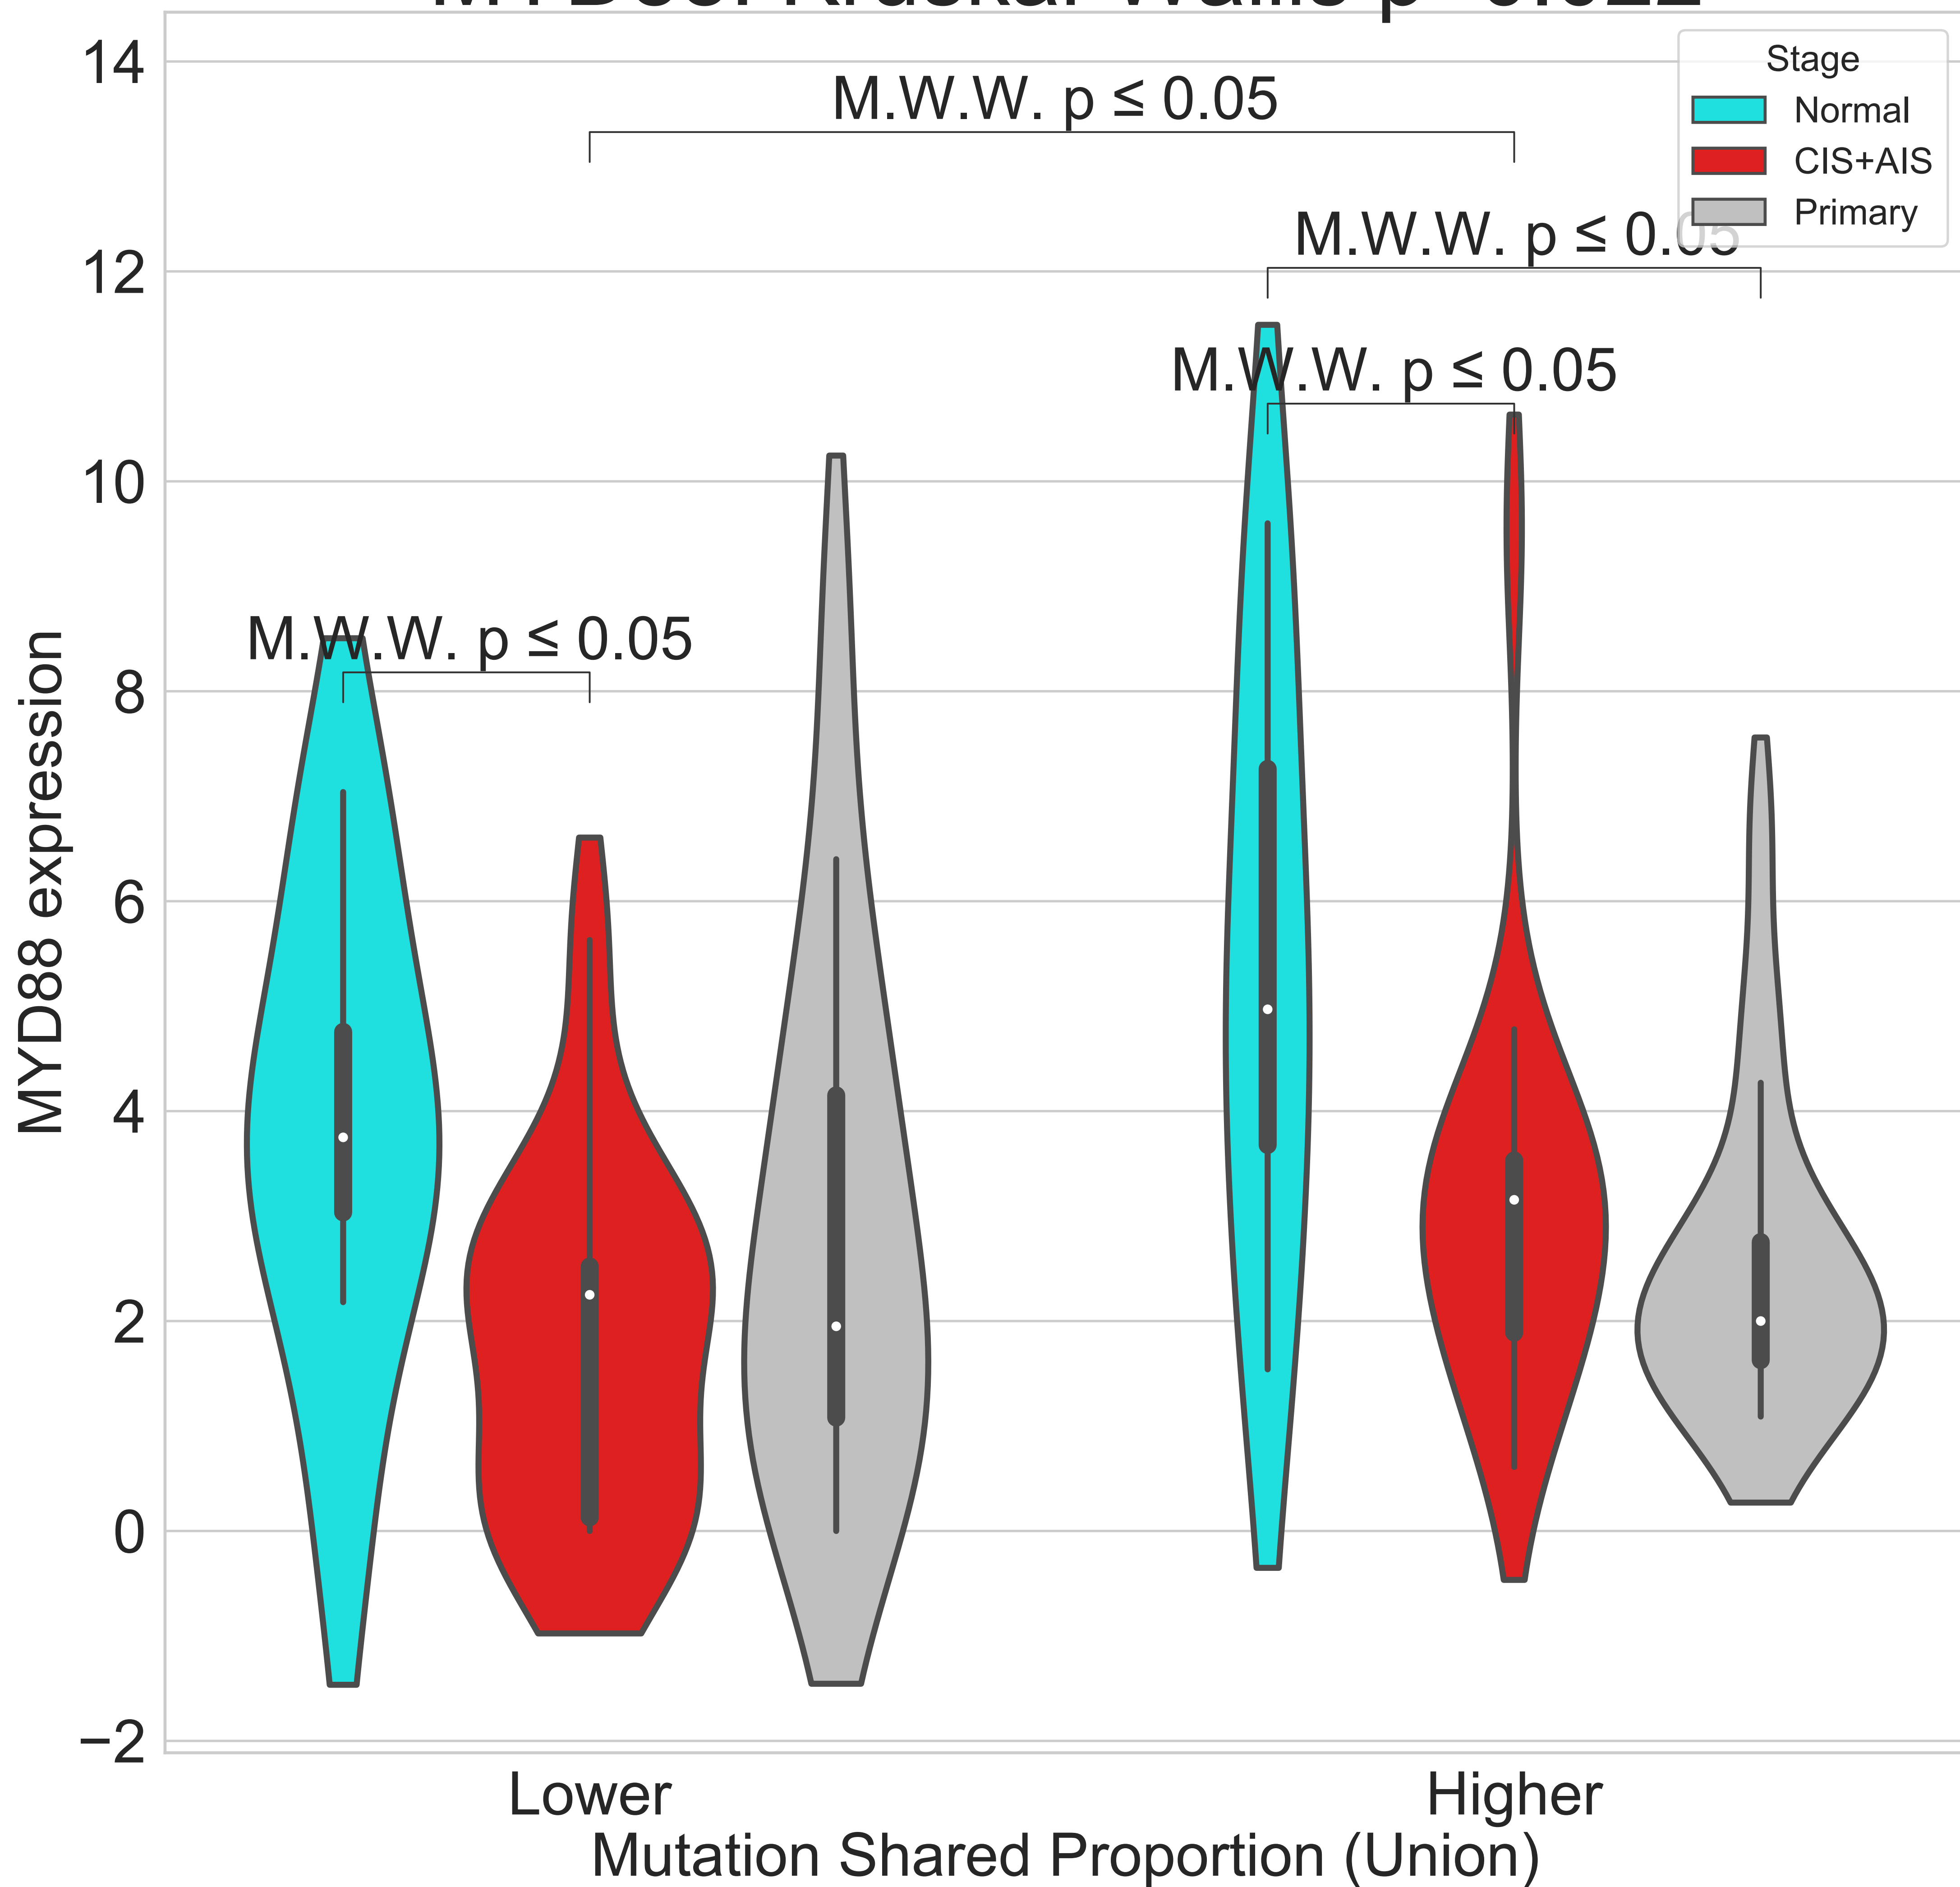 14
M.W.W. p ≤ 0.05
Stage
Normal
CIS+AIS
Primary
M.W.W. p ≤ 0.05
12
M.W.W. p ≤ 0.05
10
M.W.W. p ≤ 0.05
8
6
4
2
0
−2
MYD88 expression
Lower
Higher
Mutation Shared Proportion (Union)